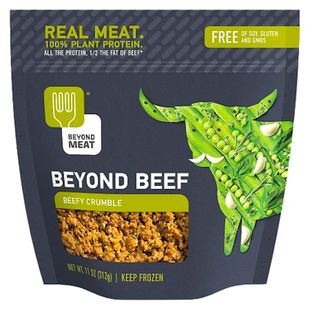 REAL MEAT.
100% PLANT PROTEIN.
ALL THE PROTEIN, 1/2 THE FAT OF BEEF*
FREE OF SOY, GLUTEN AND GMOS
BEYOND
MEAT
®
BEYOND BEEF
BEEFY CRUMBLE
NET WT. 11 OZ (312g) | KEEP FROZEN